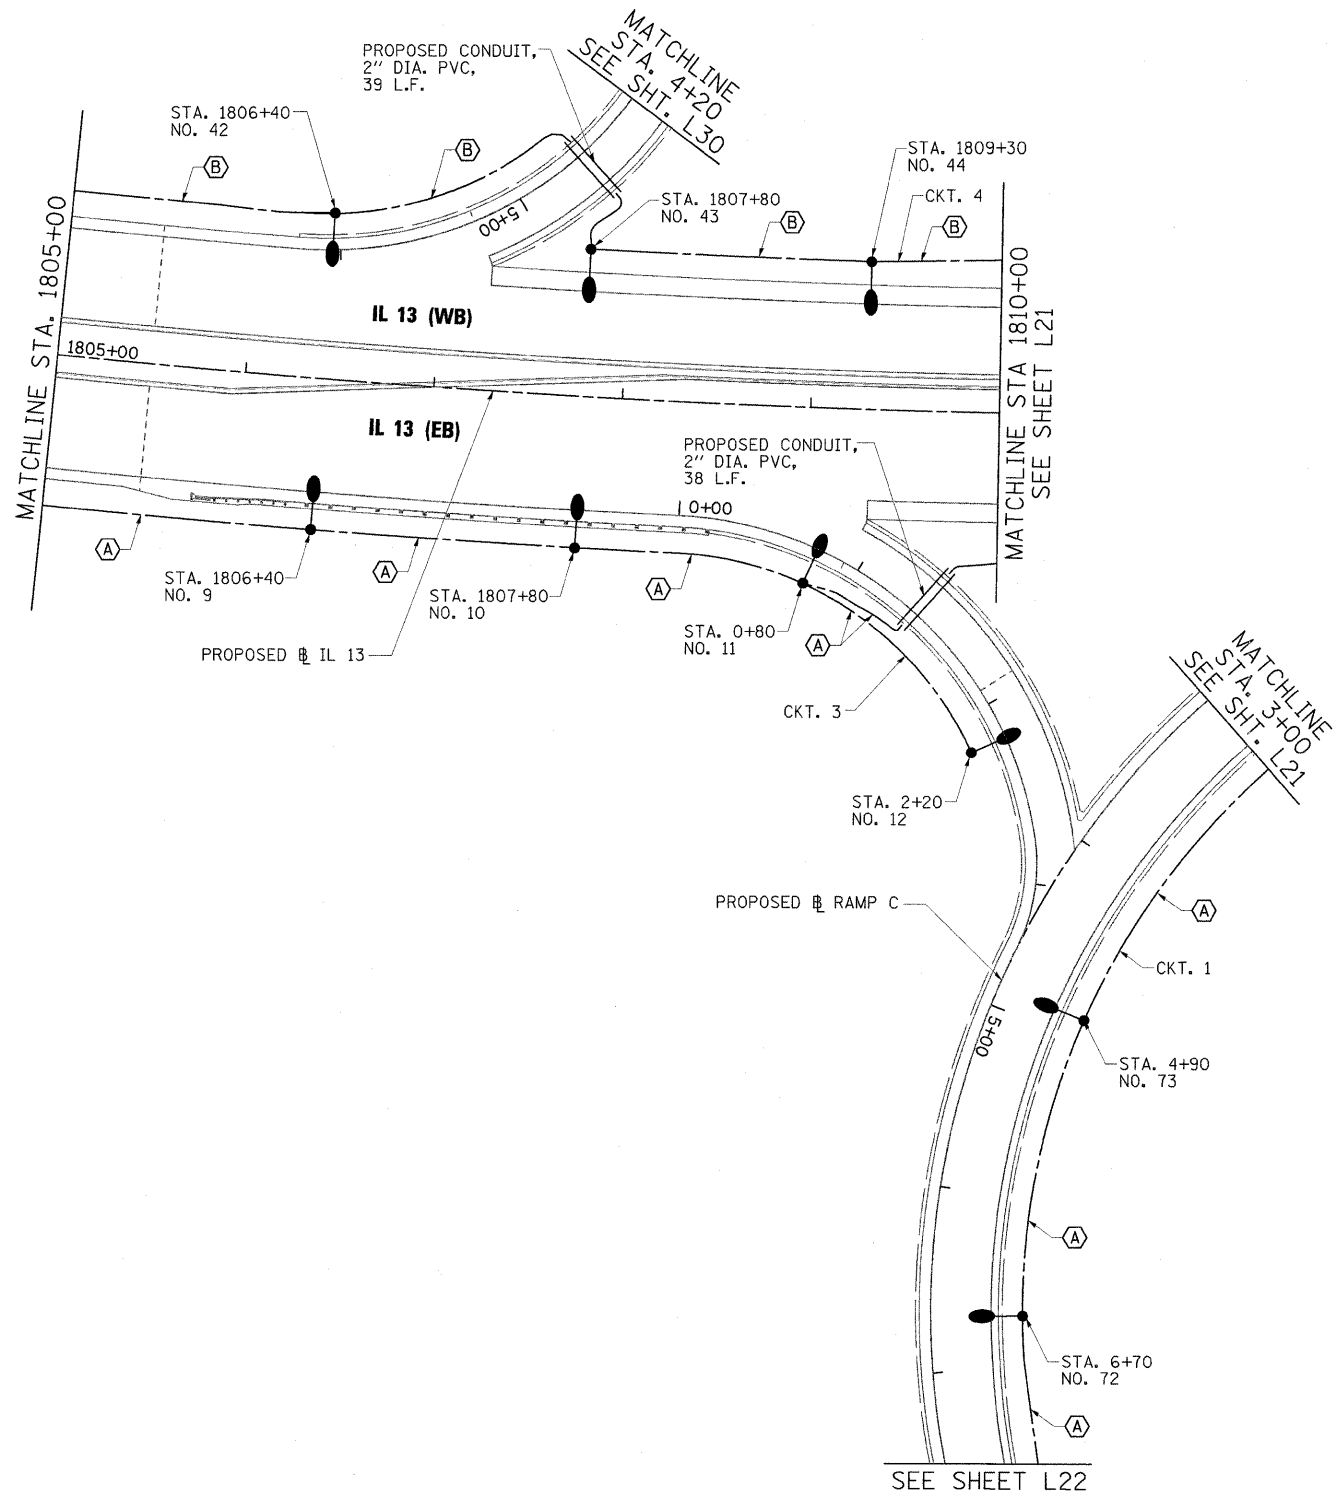 MATCHLINE
STA. 4+20
SEE SHT. L30
PROPOSED CONDUIT,
2" DIA. PVC,
39 L.F.
STA. 1806+40
NO. 42
B
B
STA. 1809+30
NO. 44
CKT. 4
STA. 1807+80
NO. 43
B
B
5+00
MATCHLINE STA. 1805+00
IL 13 (WB)
1805+00
MATCHLINE STA 1810+00
SEE SHEET L21
IL 13 (EB)
PROPOSED CONDUIT,
2" DIA. PVC,
38 L.F.
0+00
A
STA. 1806+40
NO. 9
A
STA. 1807+80
NO. 10
A
STA. 0+80
NO. 11
A
PROPOSED ⅊ IL 13
CKT. 3
MATCHLINE
STA. 3+00
SEE SHT. L21
STA. 2+20
NO. 12
PROPOSED ⅊ RAMP C
A
CKT. 1
5+00
STA. 4+90
NO. 73
A
STA. 6+70
NO. 72
A
SEE SHEET L22